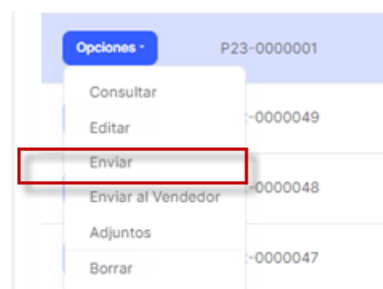 Opciones P23-0000001
Consultar
Editar -0000049
Enviar
Enviar al Vendedor -0000048
Adjuntos
Borrar -0000047